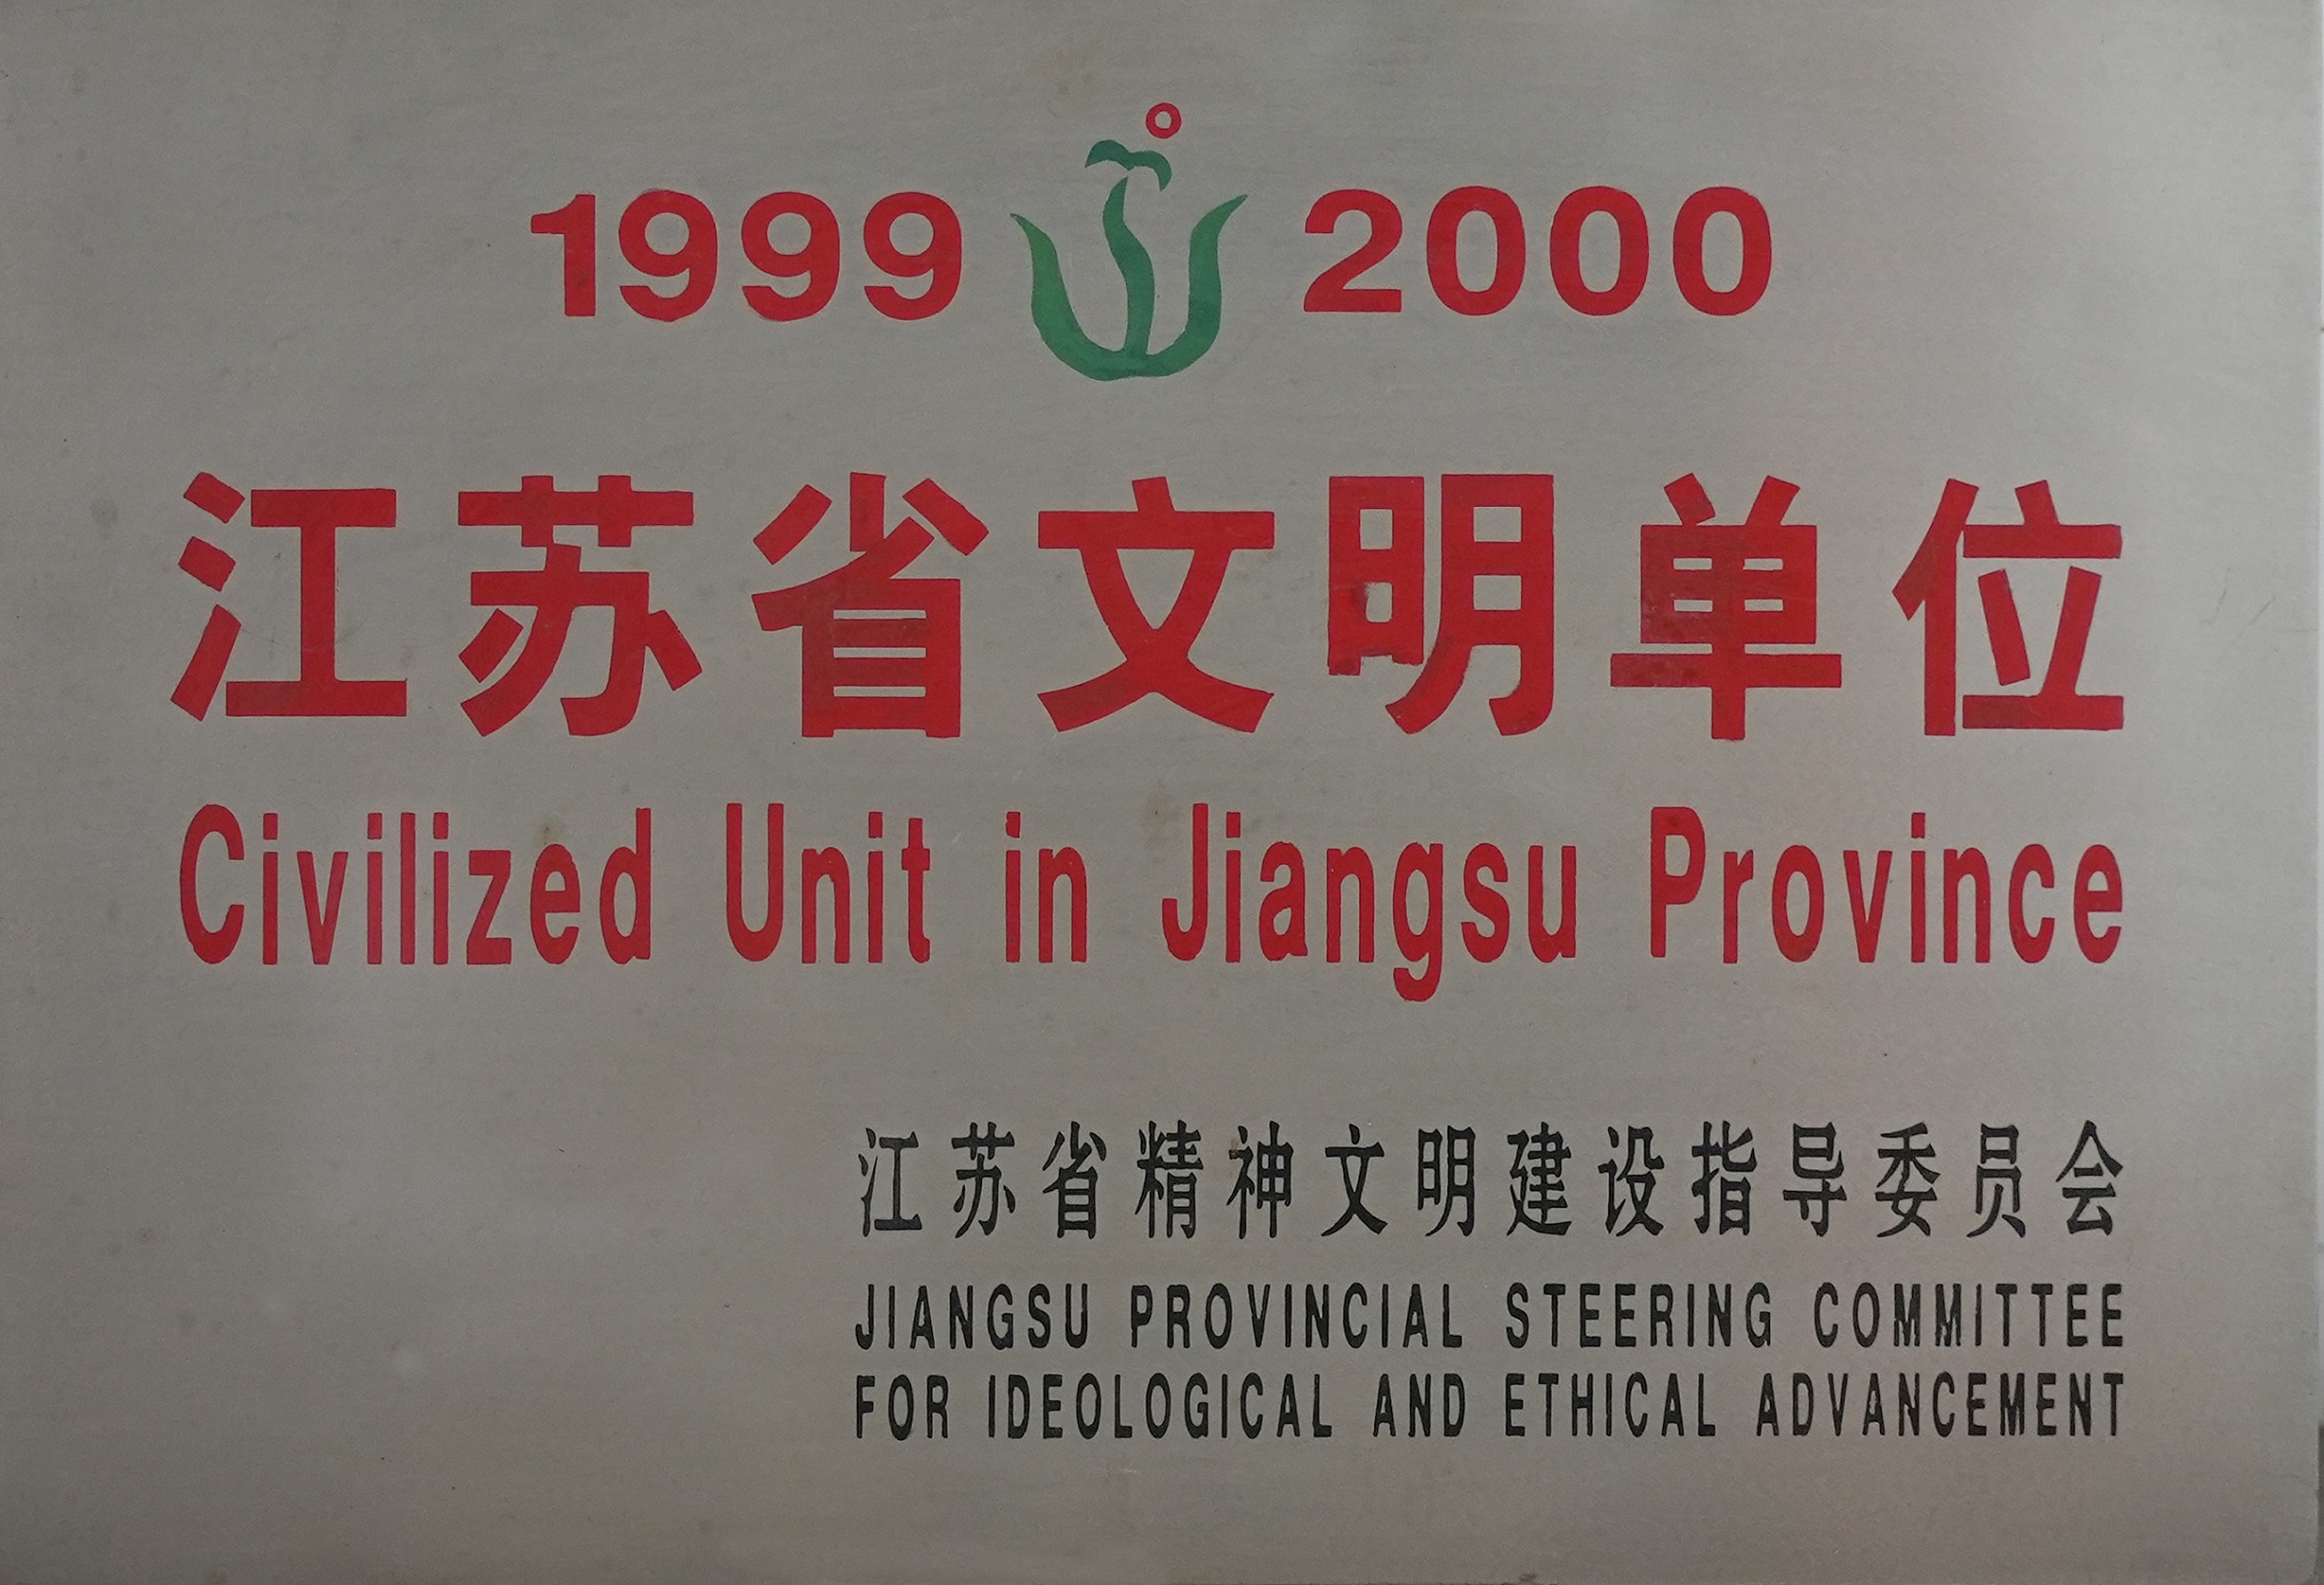 1999 2000
江苏省文明单位
Civilized Unit in Jiangsu Province
江苏省精神文明建设指导委员会
JIANGSU PROVINCIAL STEERING COMMITTEE
FOR IDEOLOGICAL AND ETHICAL ADVANCEMENT